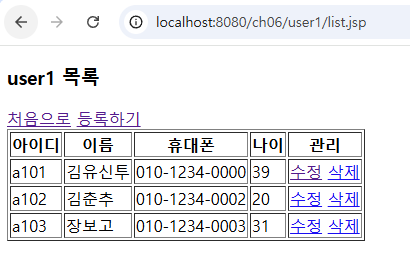 localhost:8080/ch06/user1/list.jsp
user1 목록
처음으로 등록하기
아이디 이름 휴대폰 나이 관리
a101 김유신투 010-1234-0000 39 수정 삭제
a102 김춘추 010-1234-0002 20 수정 삭제
a103 장보고 010-1234-0003 31 수정 삭제